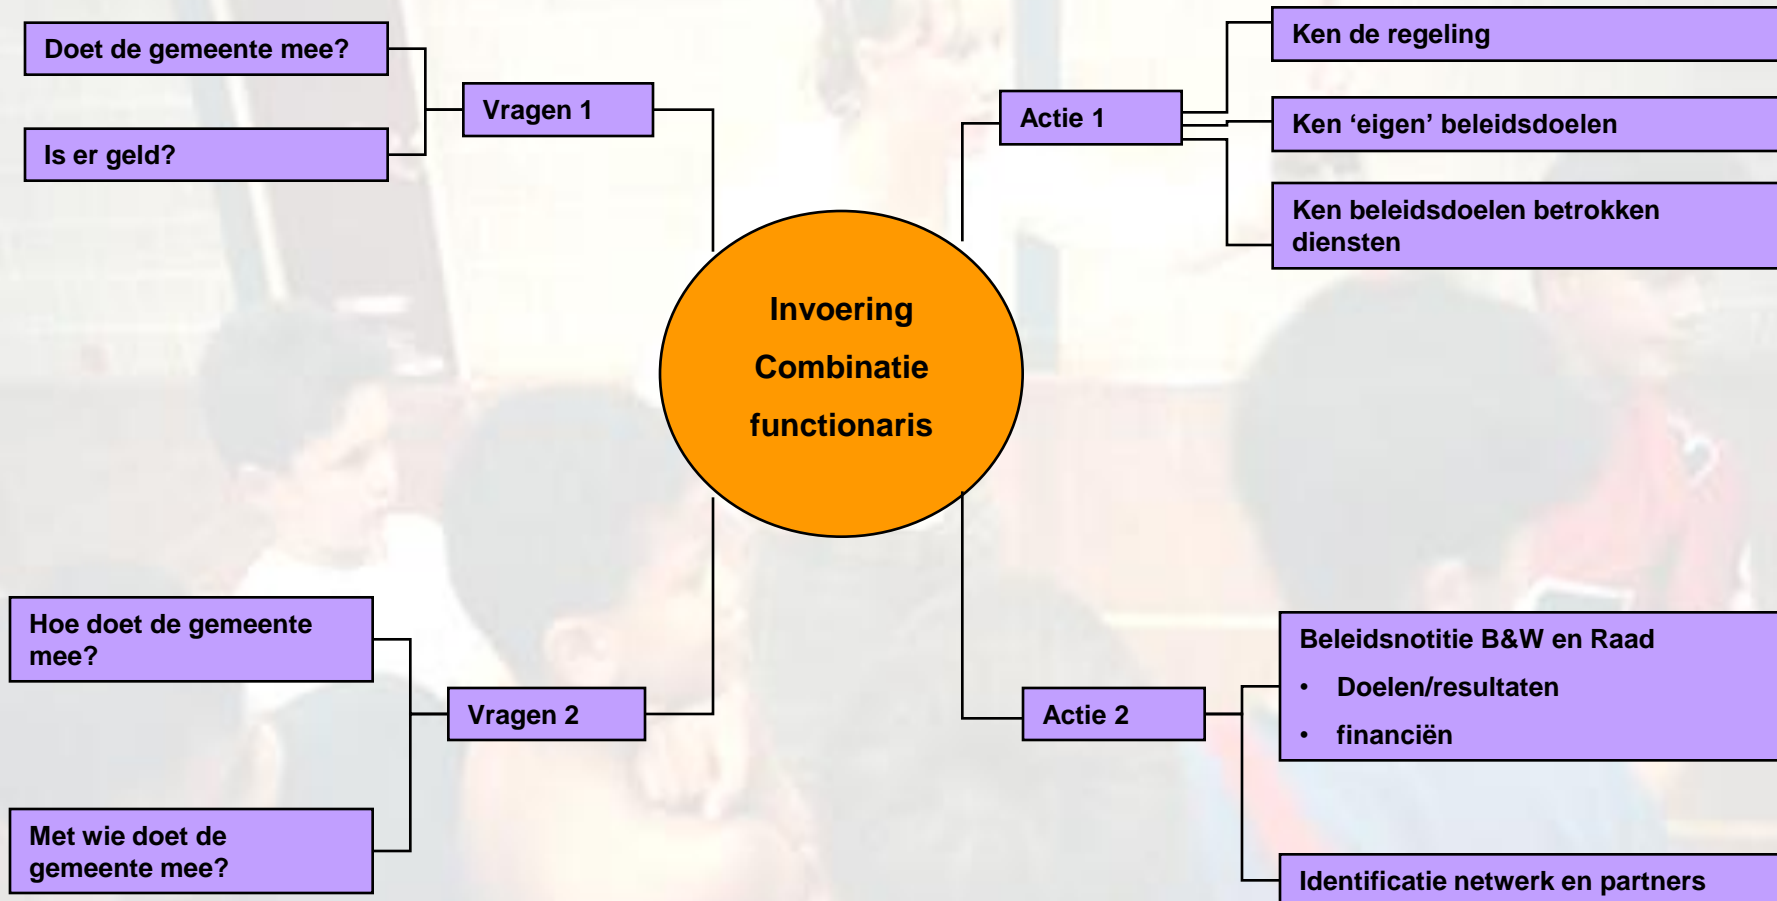 Doet de gemeente mee?
Vragen 1
Is er geld?
Ken de regeling
Actie 1
Ken ‘eigen’ beleidsdoelen
Ken beleidsdoelen betrokken
diensten
Invoering
Combinatie
functionaris
Hoe doet de gemeente
mee?
Vragen 2
Met wie doet de
gemeente mee?
Beleidsnotitie B&W en Raad
• Doelen/resultaten
Actie 2
• financiën
Identificatie netwerk en partners